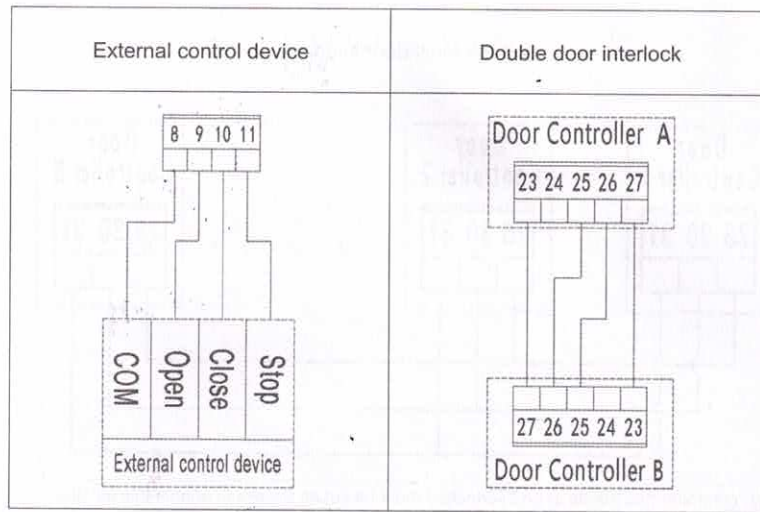 External control device
Double door interlock
8 9 10 11
COM
Open
Close
Stop
External control device
Door Controller A
23 24 25 26 27
27 26 25 24 23
Door Controller B